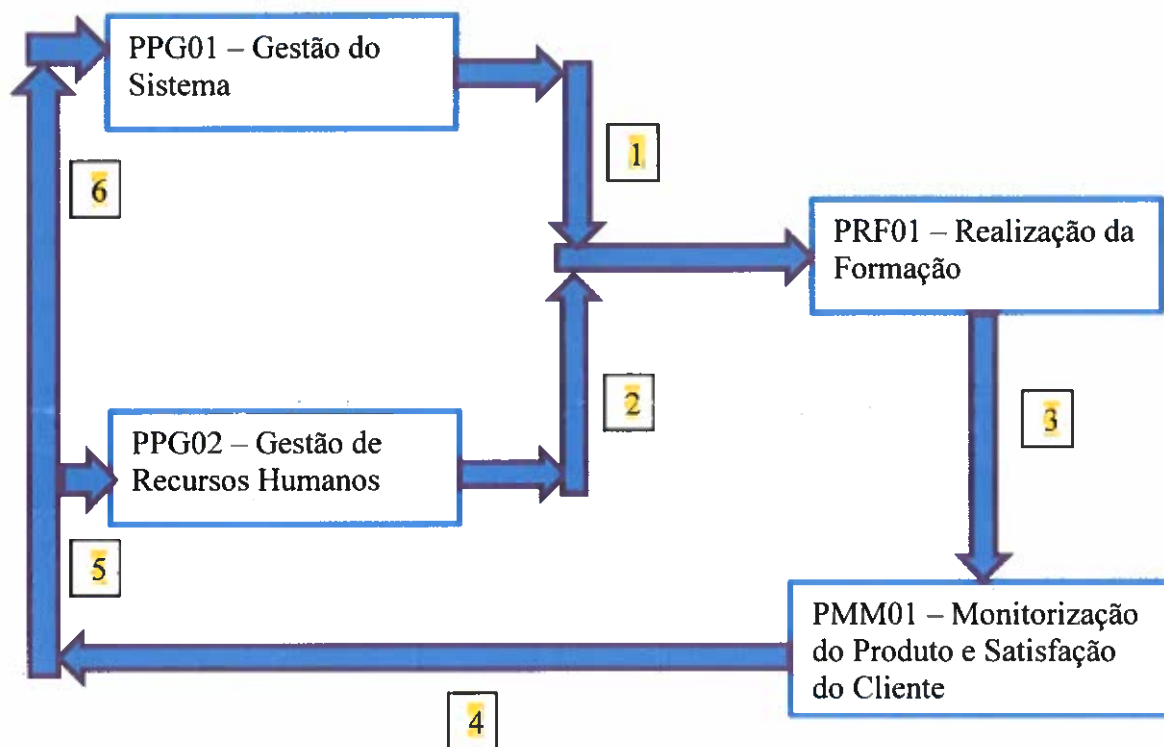 PPG01 – Gestão do
Sistema
1
6
PRF01 – Realização da
Formação
2
3
PPG02 – Gestão de
Recursos Humanos
5
PMM01 – Monitorização
do Produto e Satisfação
do Cliente
4